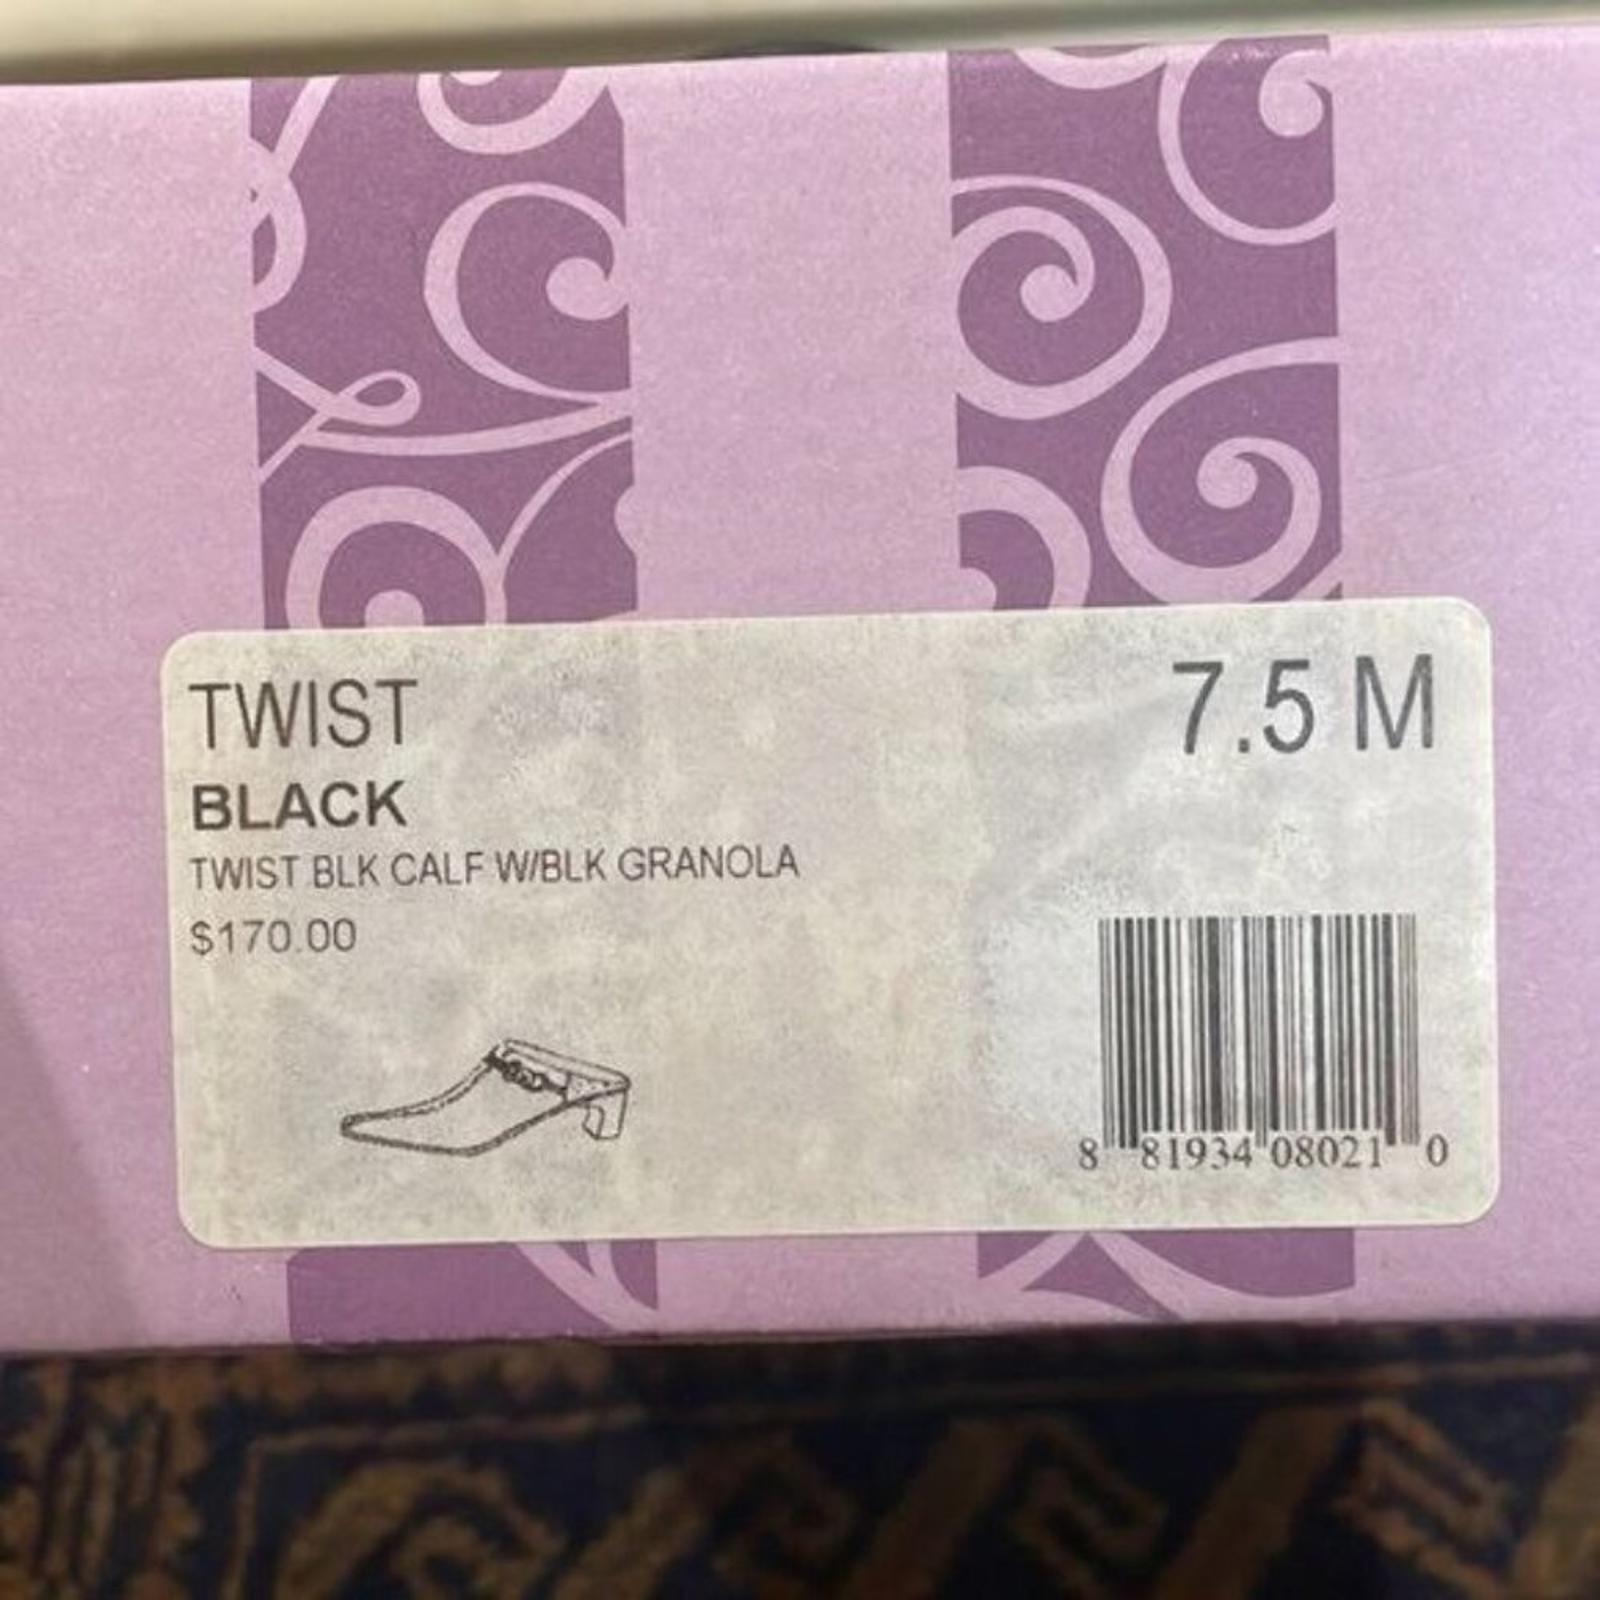 TWIST
7.5 M
BLACK
TWIST BLK CALF W/BLK GRANOLA
$170.00
8 81934 08021 0